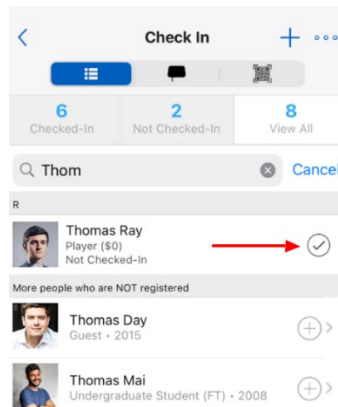 Check In
6
Checked-In
2
Not Checked-In
8
View All
Thom
Cancel
R
Thomas Ray
Player ($0)
Not Checked-In
More people who are NOT registered
Thomas Day
Guest • 2015
Thomas Mai
Undergraduate Student (FT) • 2008